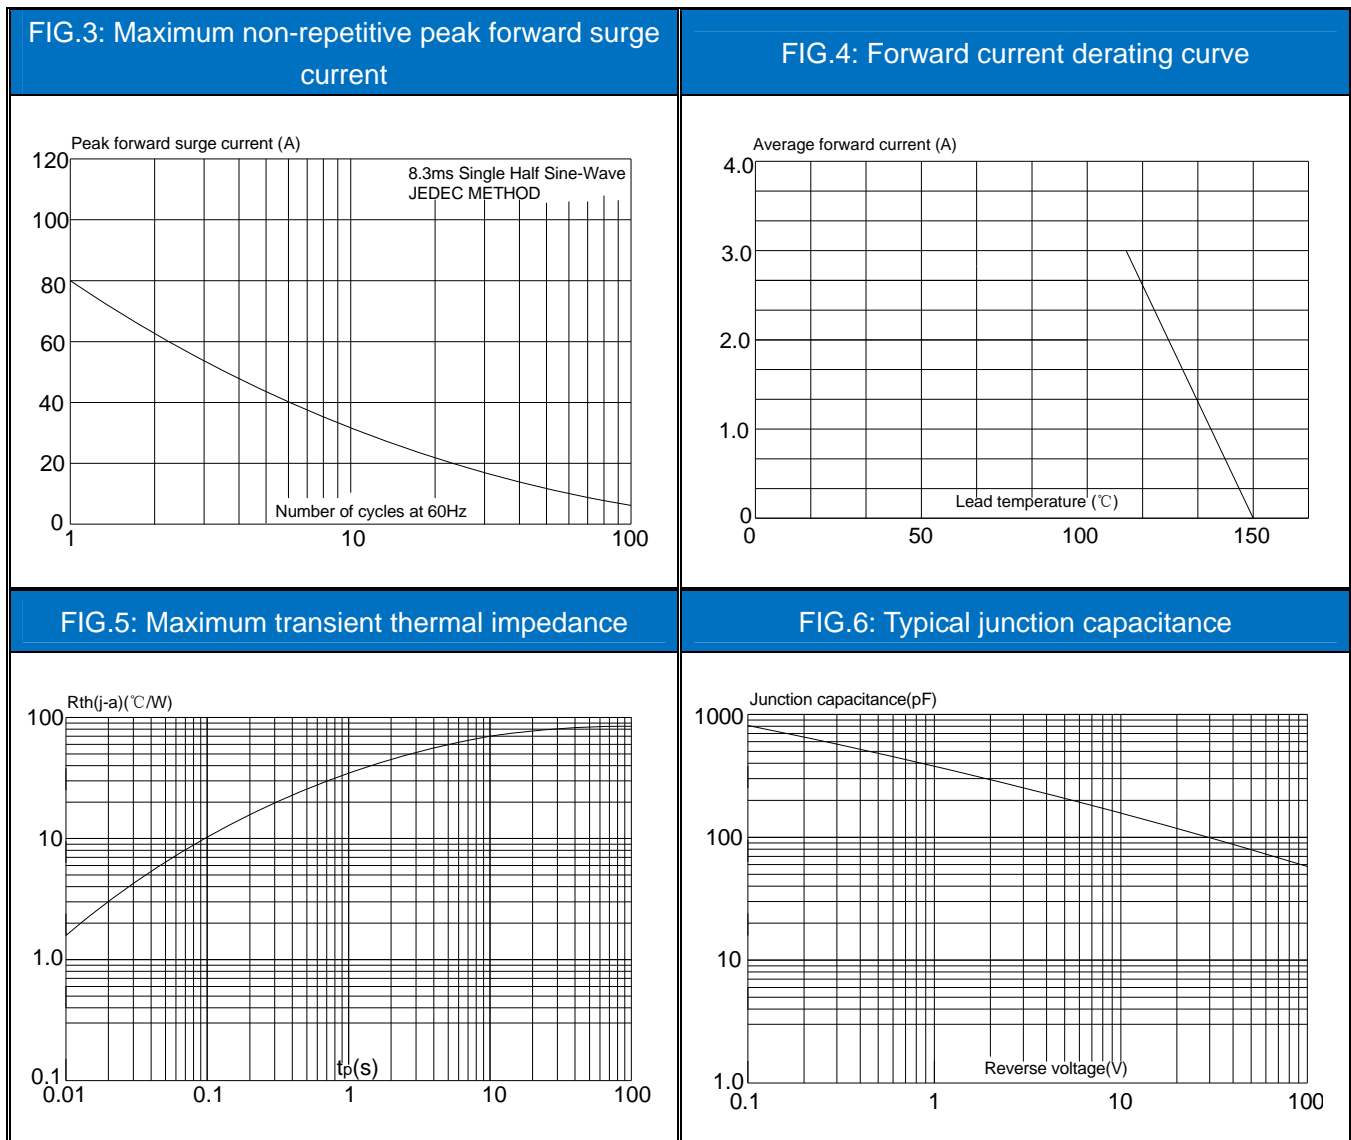 FIG.3: Maximum non-repetitive peak forward surge
current
FIG.4: Forward current derating curve
Peak forward surge current (A)
120
100
80
60
40
20
0
8.3ms Single Half Sine-Wave
JEDEC METHOD
Number of cycles at 60Hz
1
10
100
Average forward current (A)
4.0
3.0
2.0
1.0
0
Lead temperature (℃)
0
50
100
150
FIG.5: Maximum transient thermal impedance
FIG.6: Typical junction capacitance
Rth(j-a)(℃/W)
100
10
1.0
0.1
tp(s)
0.01
0.1
1
10
100
Junction capacitance(pF)
1000
100
10
1.0
Reverse voltage(V)
0.1
1
10
100